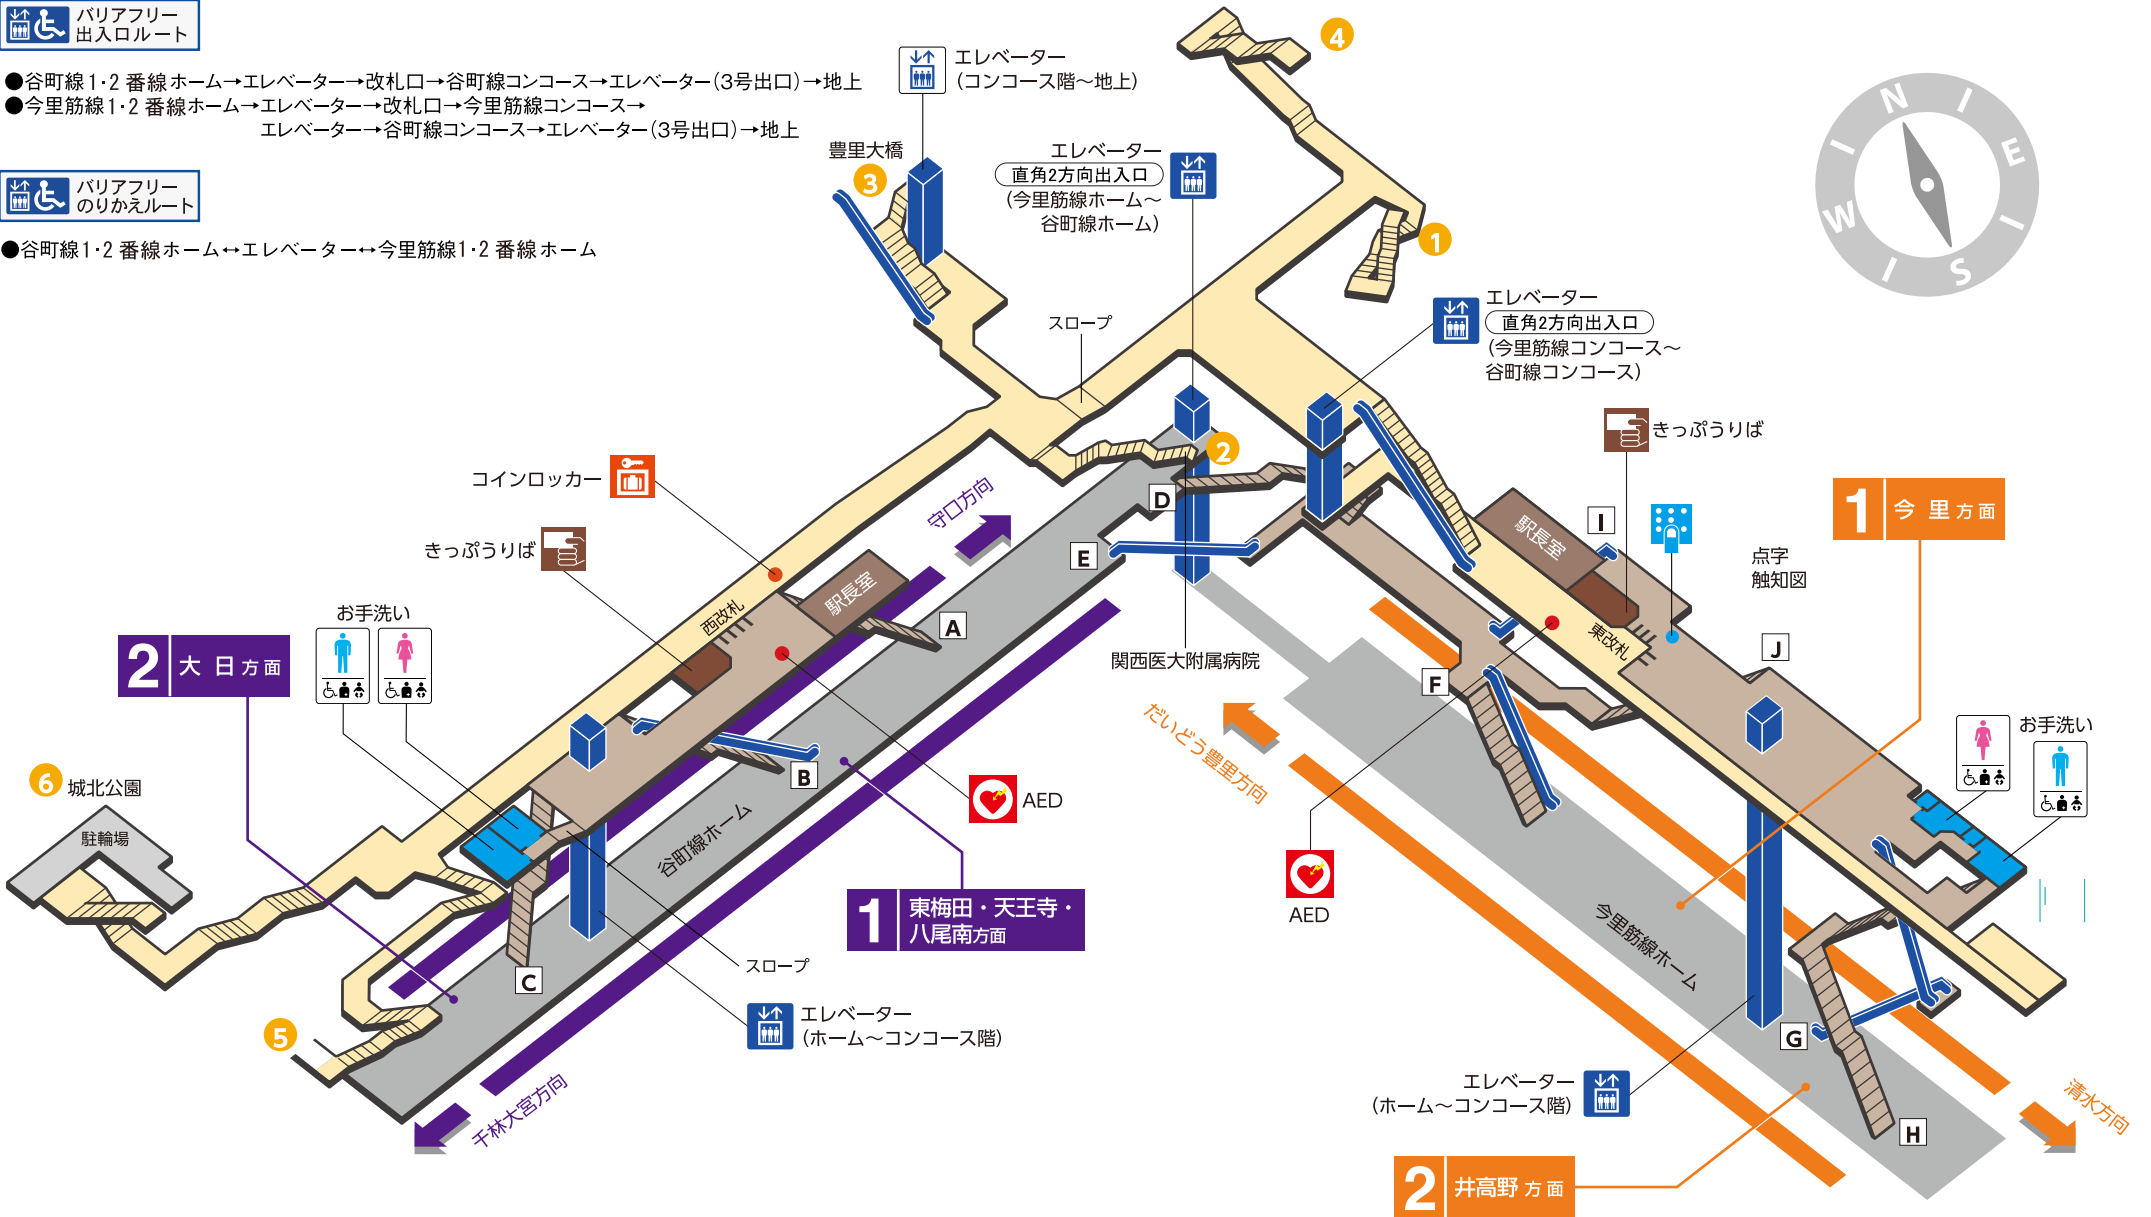 バリアフリー
出入口ルート
●谷町線1・2番線ホーム→エレベーター→改札口→谷町線コンコース→エレベーター(3号出口)→地上
●今里筋線1・2番線ホーム→エレベーター→改札口→今里筋線コンコース→
エレベーター→谷町線コンコース→エレベーター(3号出口)→地上
バリアフリー
のりかえルート
●谷町線1・2番線ホーム↔エレベーター↔今里筋線1・2番線ホーム
エレベーター
(コンコース階〜地上)
豊里大橋
3
エレベーター
直角2方向出入口
(今里筋線ホーム〜
谷町線ホーム)
4
1
N
E
S
W
エレベーター
直角2方向出入口
(今里筋線コンコース〜
谷町線コンコース)
スロープ
きっぷうりば
2
コインロッカー
守口方向
D
E
きっぷうりば
駅長室
I
点字
触知図
1 今里方面
お手洗い
西改札
駅長室
A
関西医大附属病院
東改札
J
F
2 大日方面
だいどう豊里方向
お手洗い
B
6
城北公園
駐輪場
AED
谷町線ホーム
1 東梅田・天王寺・
八尾南方面
AED
今里筋線ホーム
C
スロープ
5
エレベーター
(ホーム〜コンコース階)
G
エレベーター
(ホーム〜コンコース階)
H
千林大宮方向
清水方向
2 井高野方面